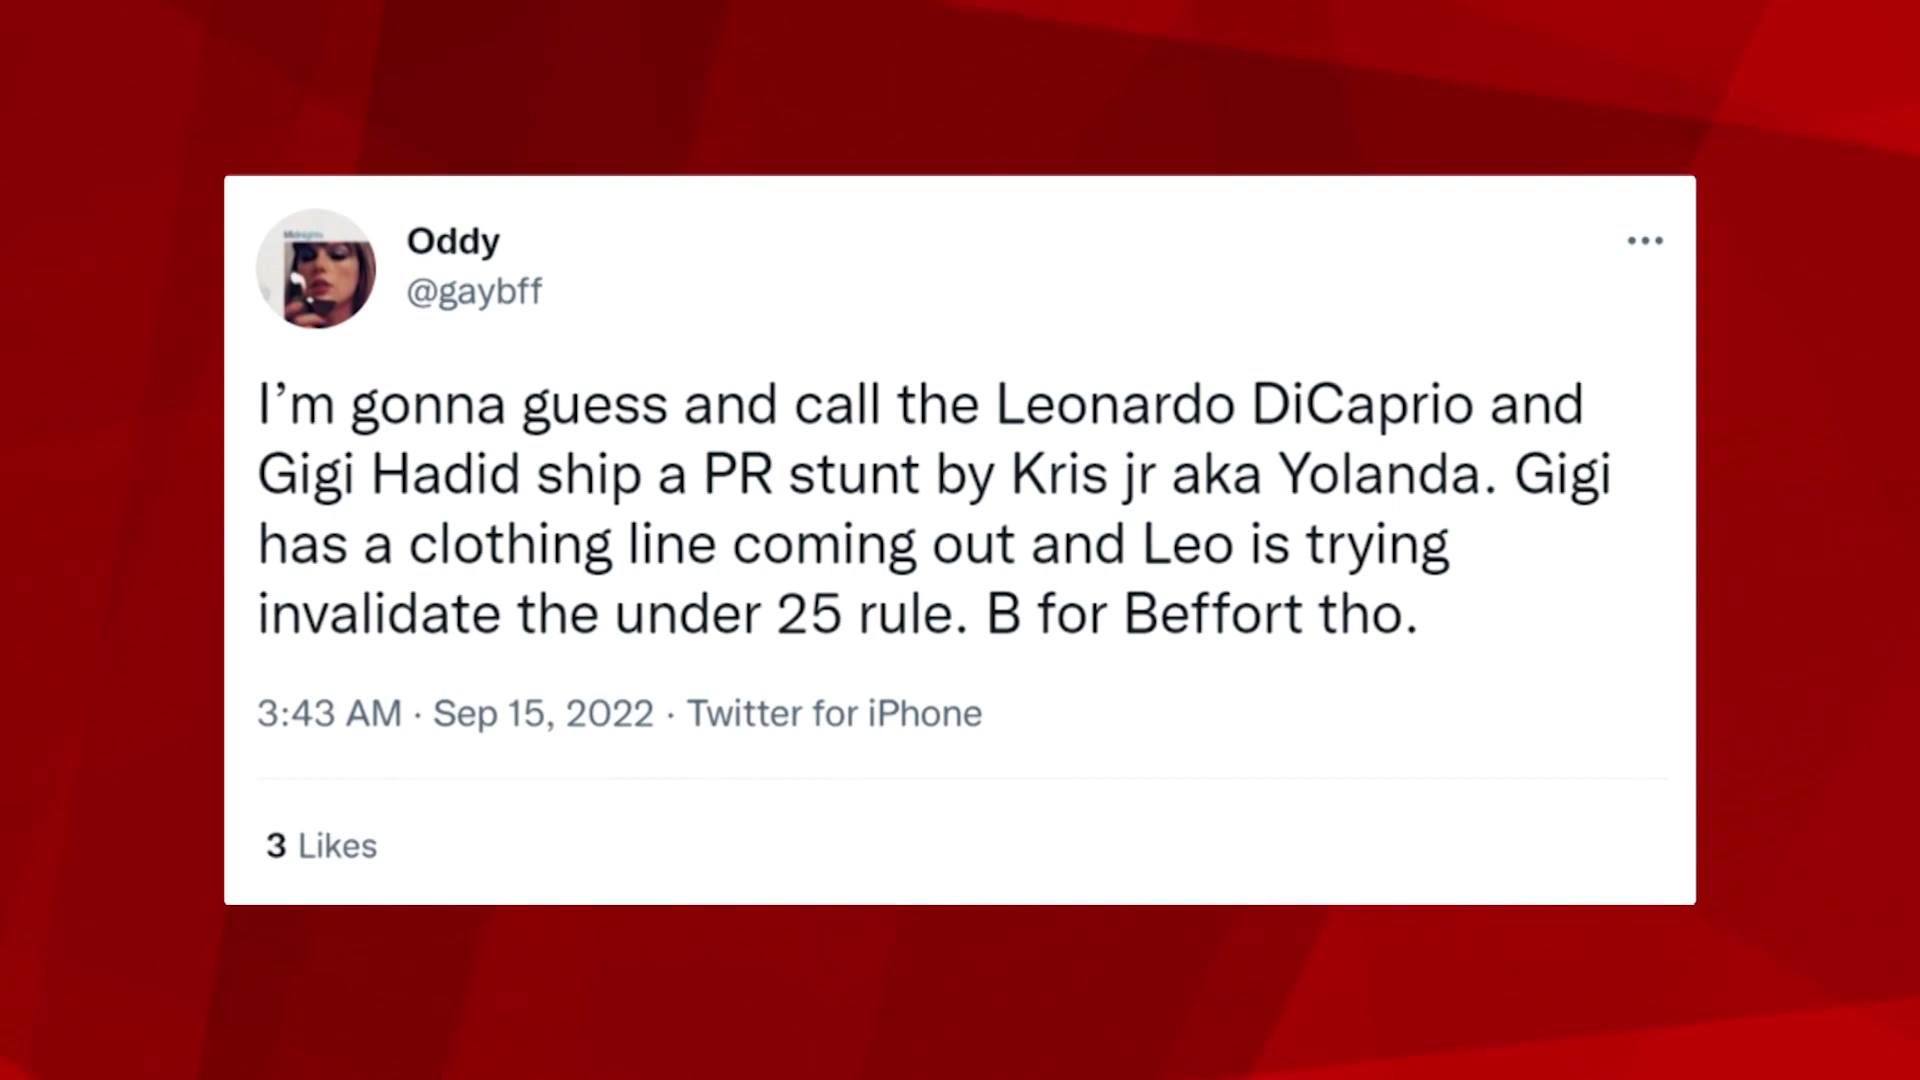 Midnights
Oddy
@gaybff
I’m gonna guess and call the Leonardo DiCaprio and
Gigi Hadid ship a PR stunt by Kris jr aka Yolanda. Gigi
has a clothing line coming out and Leo is trying
invalidate the under 25 rule. B for Beffort tho.
3:43 AM · Sep 15, 2022 · Twitter for iPhone
3 Likes